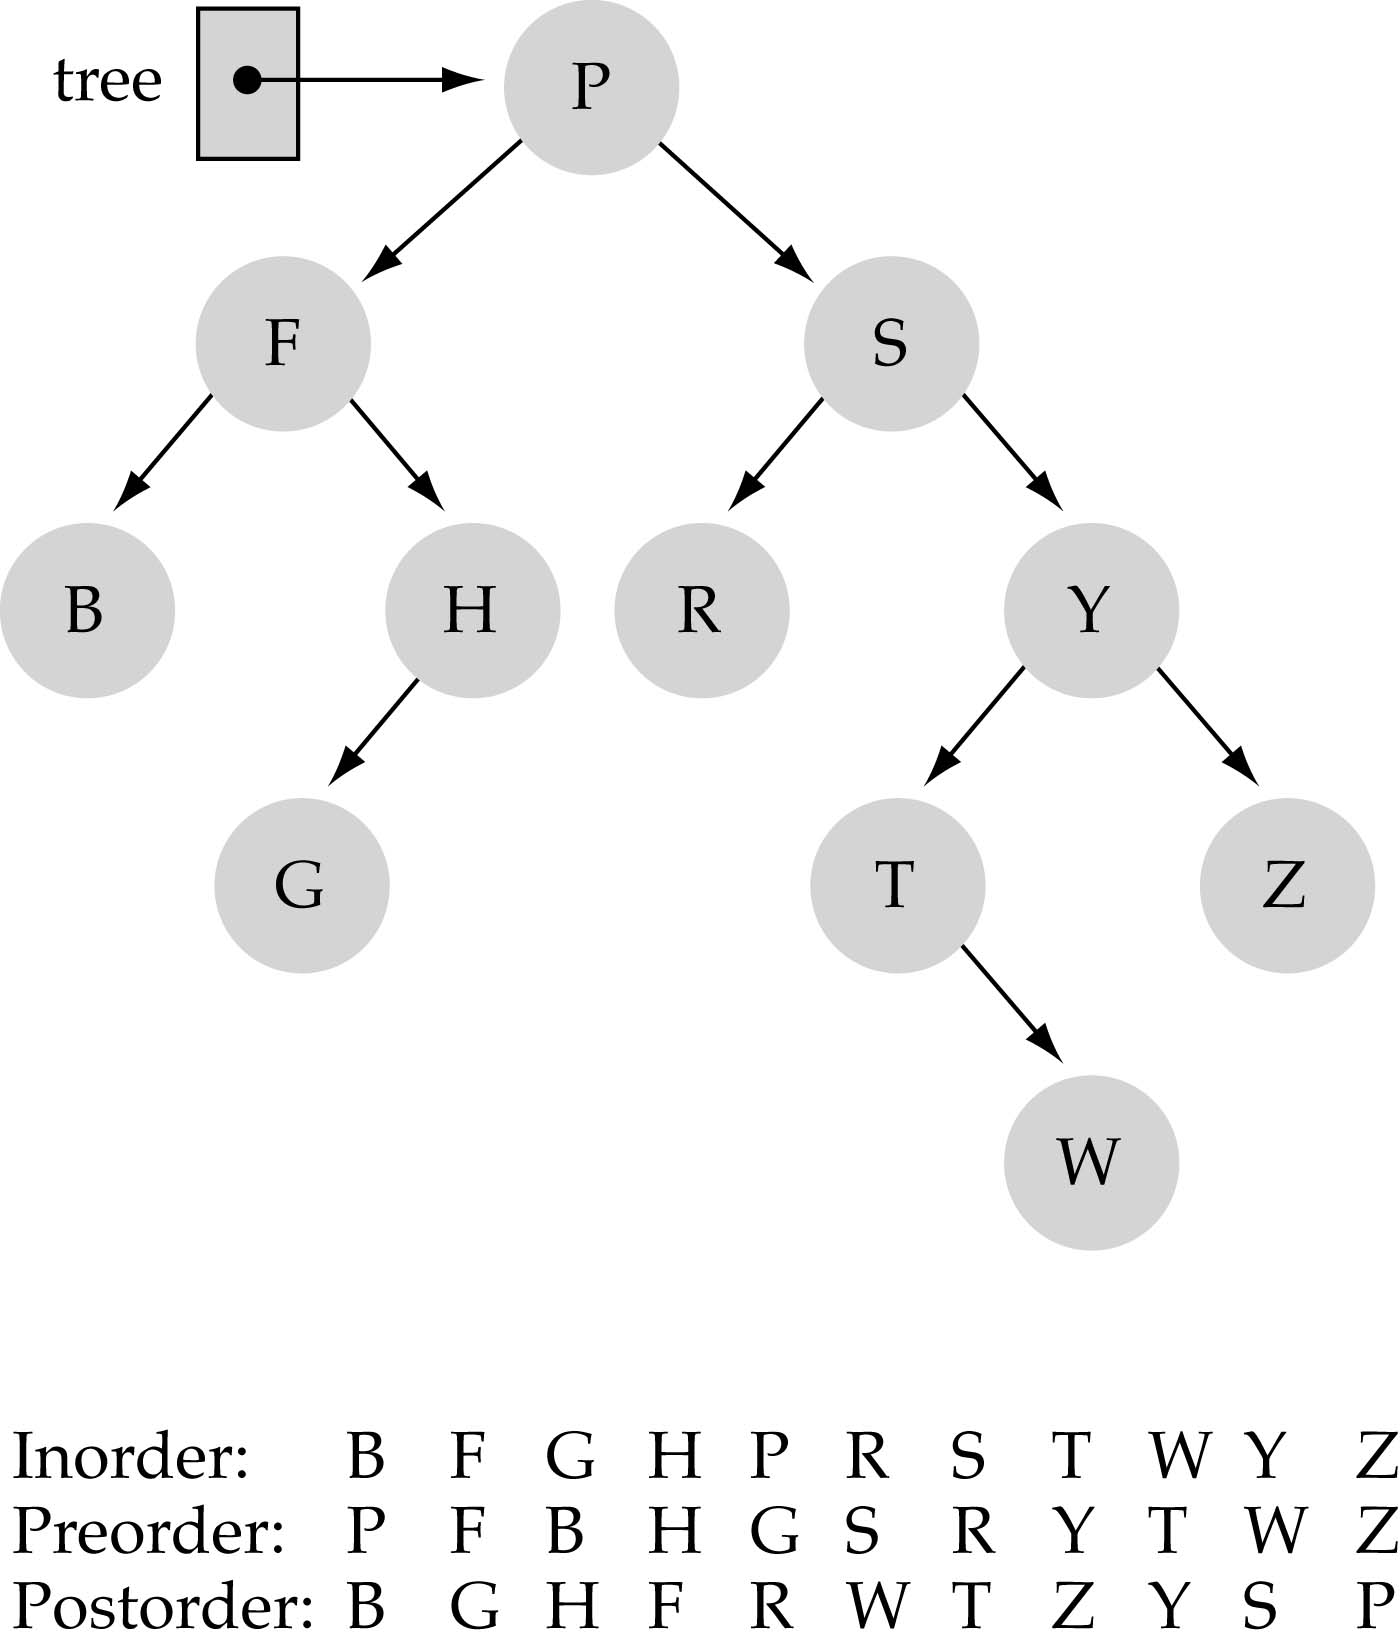 tree
P
F S
B H R Y
G T Z
W
Inorder: B F G H P R S T W Y Z
Preorder: P F B H G S R Y T W Z
Postorder: B G H F R W T Z Y S P